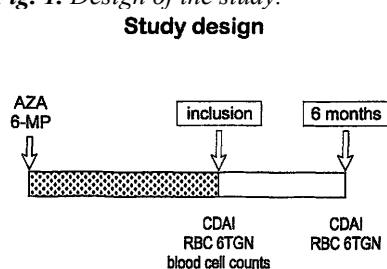 Fig. 1. Design of the study.
Study design
AZA
6-MP
inclusion
6 months
CDAI
RBC 6TGN
blood cell counts
CDAI
RBC 6TGN